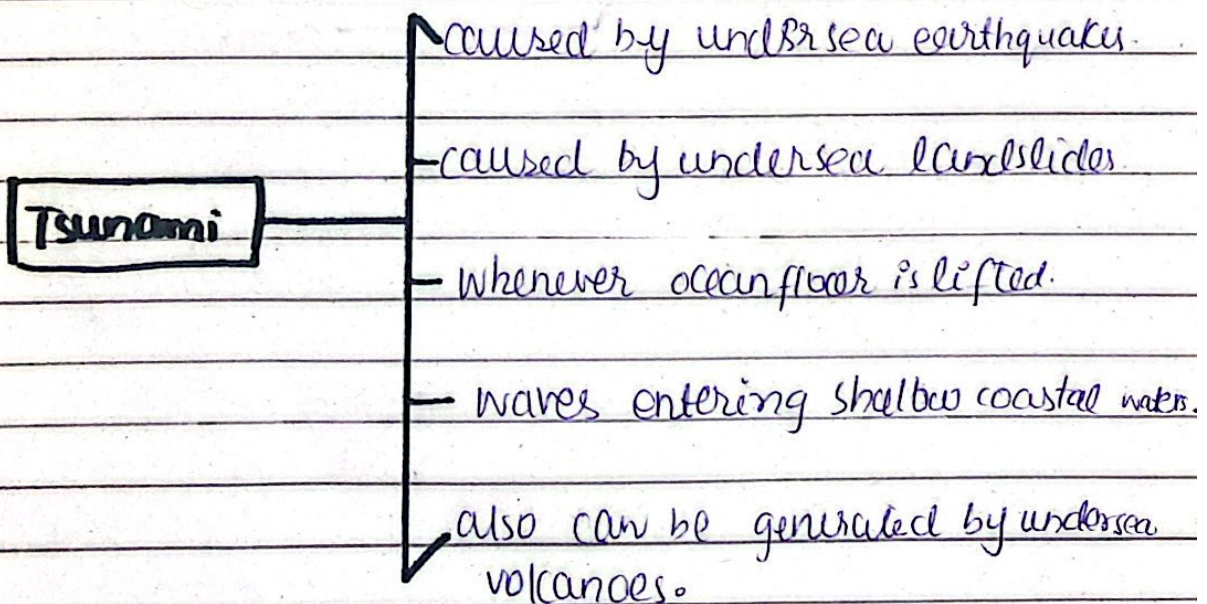 caused by undersea earthquakes.
caused by undersea landslides.
Tsunami
whenever ocean floor is lifted.
waves entering shallow coastal waters.
also can be generated by undersea
volcanoes.